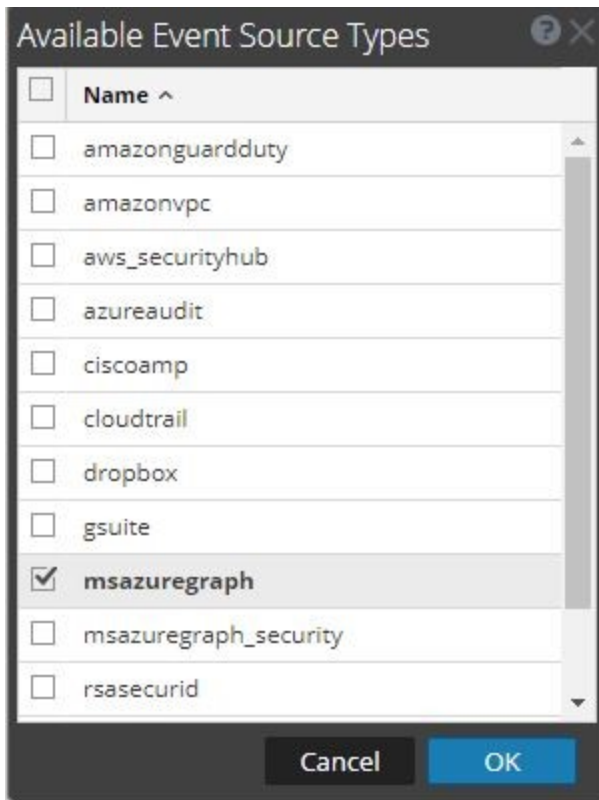 Available Event Source Types
Name
amazonguardduty
amazonvpc
aws_securityhub
azureaudit
ciscoamp
cloudtrail
dropbox
gsuite
msazuregraph
msazuregraph_security
rsasecurid
Cancel OK